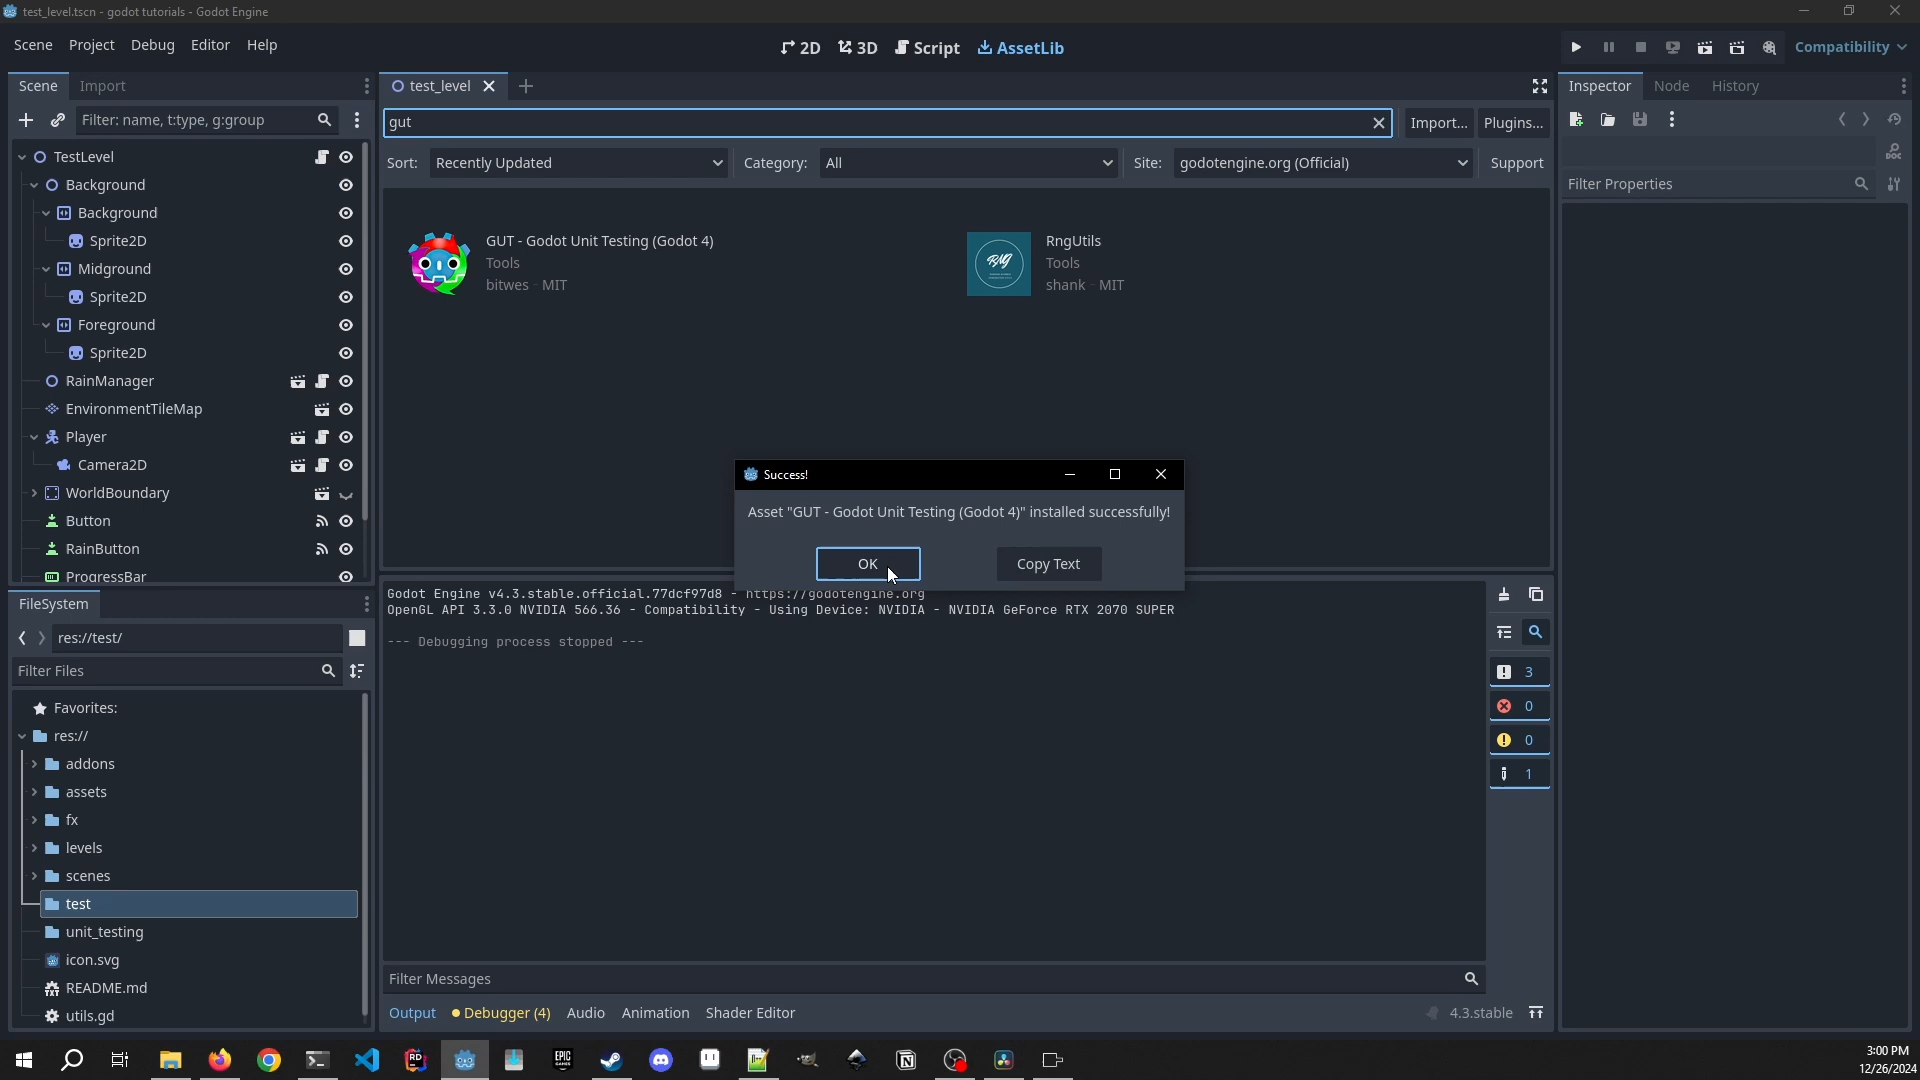 test_level.tscn - godot tutorials - Godot Engine
Scene Project Debug Editor Help
2D 3D Script AssetLib
Compatibility
Scene Import
test_level
Inspector Node History
Filter: name, t:type, g:group
gut
Import... Plugins...
Sort: Recently Updated Category: All Site: godotengine.org (Official) Support
Filter Properties
TestLevel
Background
Background
Sprite2D
Midground
Sprite2D
Foreground
Sprite2D
RainManager
EnvironmentTileMap
Player
Camera2D
WorldBoundary
Button
RainButton
ProgressBar
GUT - Godot Unit Testing (Godot 4)
Tools
bitwes - MIT
RngUtils
Tools
shank - MIT
RNG
DOC
Success!
Asset "GUT - Godot Unit Testing (Godot 4)" installed successfully!
OK Copy Text
Godot Engine v4.3.stable.official.77dcf97d8 - https://godotengine.org
OpenGL API 3.3.0 NVIDIA 566.36 - Compatibility - Using Device: NVIDIA - NVIDIA GeForce RTX 2070 SUPER
--- Debugging process stopped ---
3
0
0
1
FileSystem
res://test/
Filter Files
Favorites:
res://
addons
assets
fx
levels
scenes
test
unit_testing
icon.svg
README.md
utils.gd
Filter Messages
Output Debugger (4) Audio Animation Shader Editor
4.3.stable
RD
EPIC GAMES
3:00 PM
12/26/2024